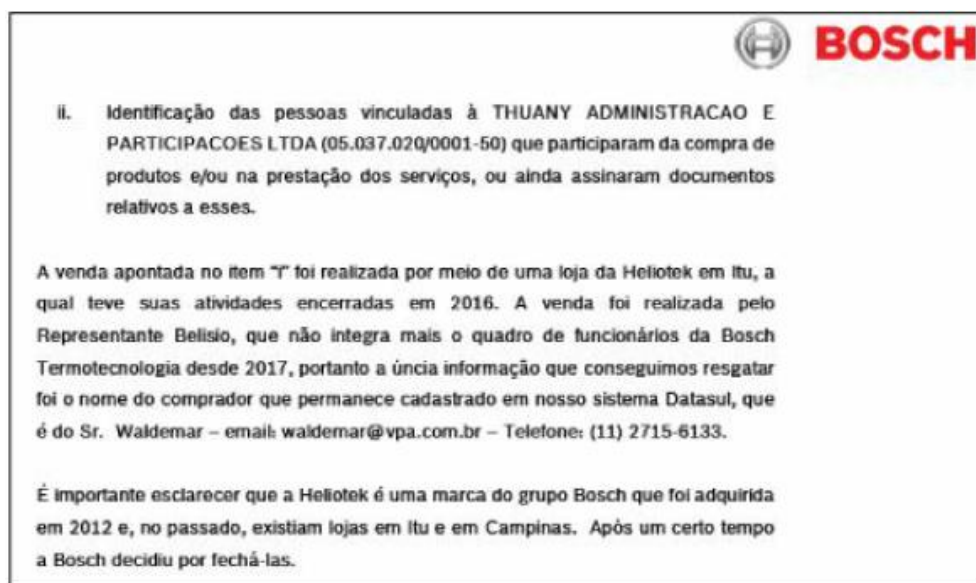 BOSCH
ii. Identificação das pessoas vinculadas à THUANY ADMINISTRACAO E
PARTICIPACOES LTDA (05.037.020/0001-50) que participaram da compra de
produtos e/ou na prestação dos serviços, ou ainda assinaram documentos
relativos a esses.
A venda apontada no item "i" foi realizada por meio de uma loja da Heliotek em Itu, a
qual teve suas atividades encerradas em 2016. A venda foi realizada pelo
Representante Belisio, que não integra mais o quadro de funcionários da Bosch
Termotecnologia desde 2017, portanto a úncia informação que conseguimos resgatar
foi o nome do comprador que permanece cadastrado em nosso sistema Datasul, que
é do Sr. Waldemar – email: waldemar@vpa.com.br – Telefone: (11) 2715-6133.
É importante esclarecer que a Heliotek é uma marca do grupo Bosch que foi adquirida
em 2012 e, no passado, existiam lojas em Itu e em Campinas. Após um certo tempo
a Bosch decidiu por fechá-las.